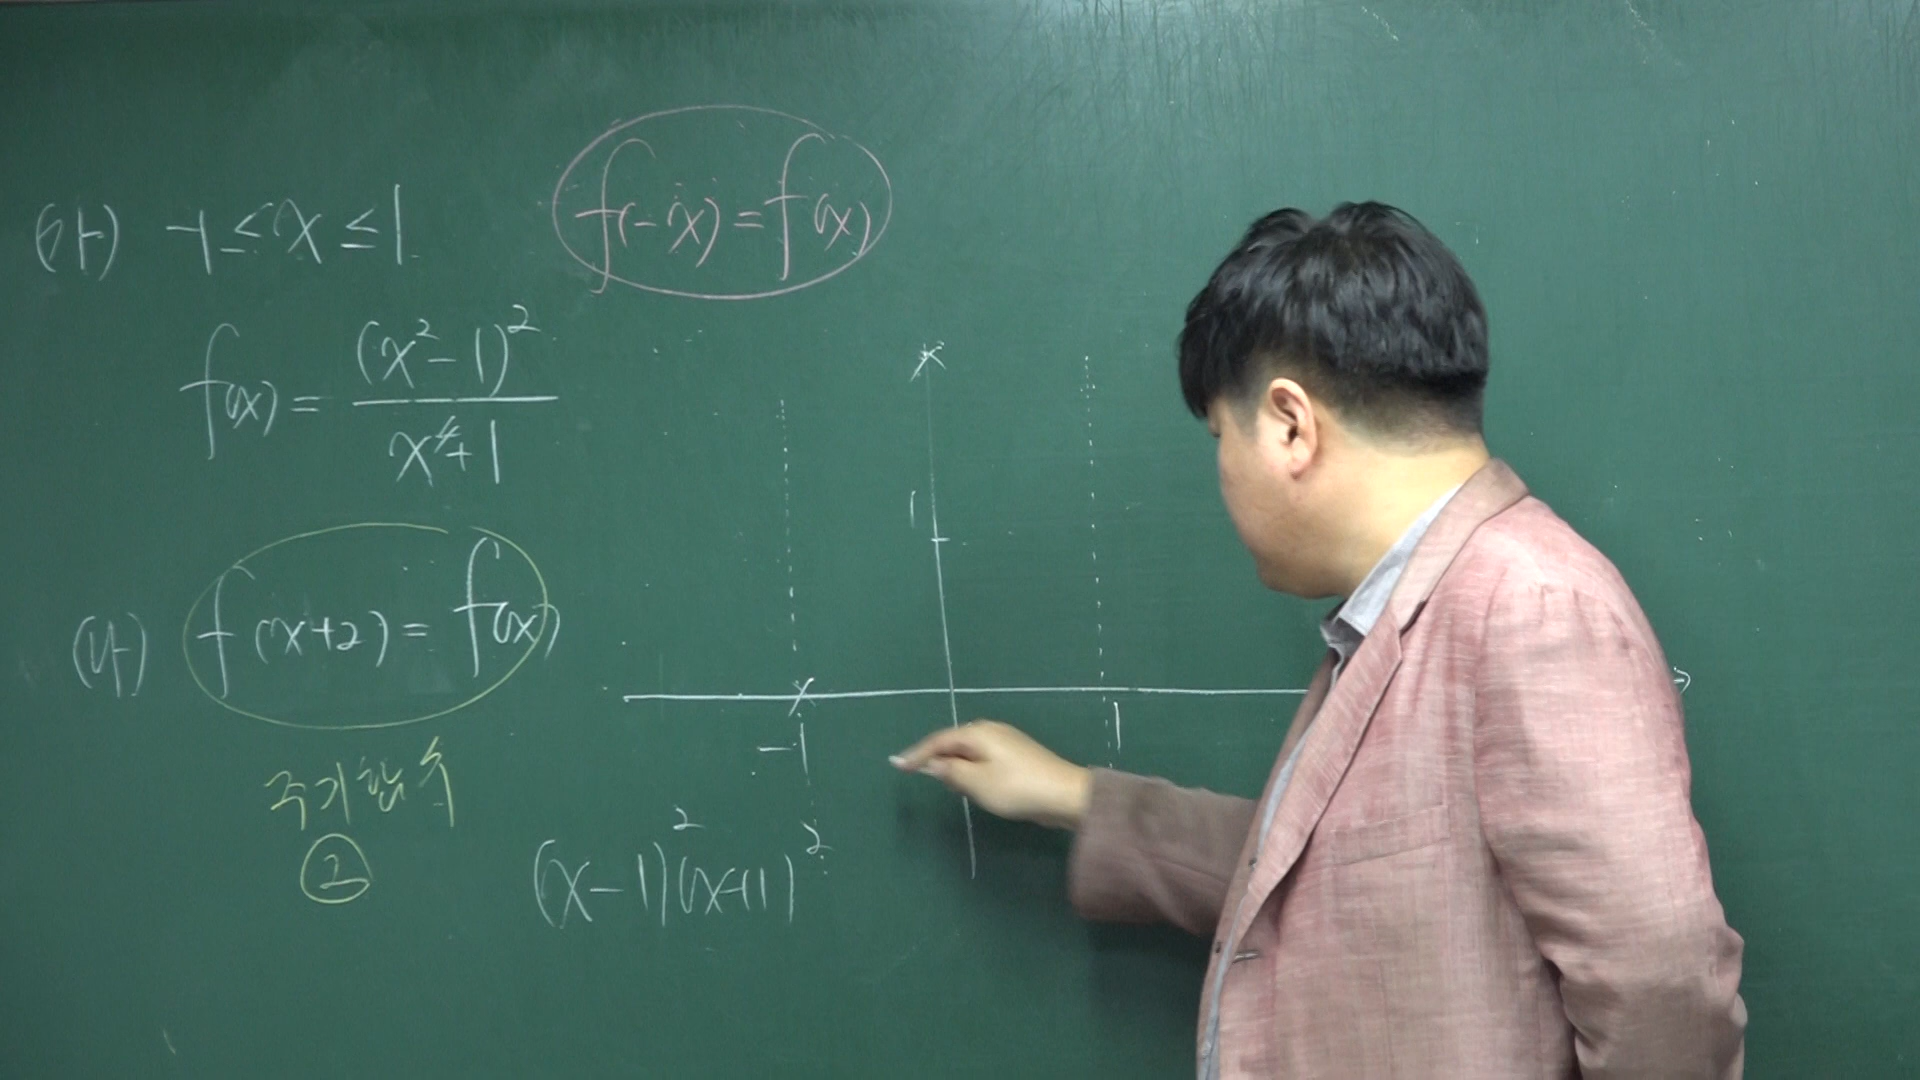 (가) -1≤x≤1
f(-x)=f(x)
f(x)=(x²-1)²/x⁴+1
(나) f(x+2)=f(x)
주기함수
②
1
-1
1
(x-1)²(x+1)²